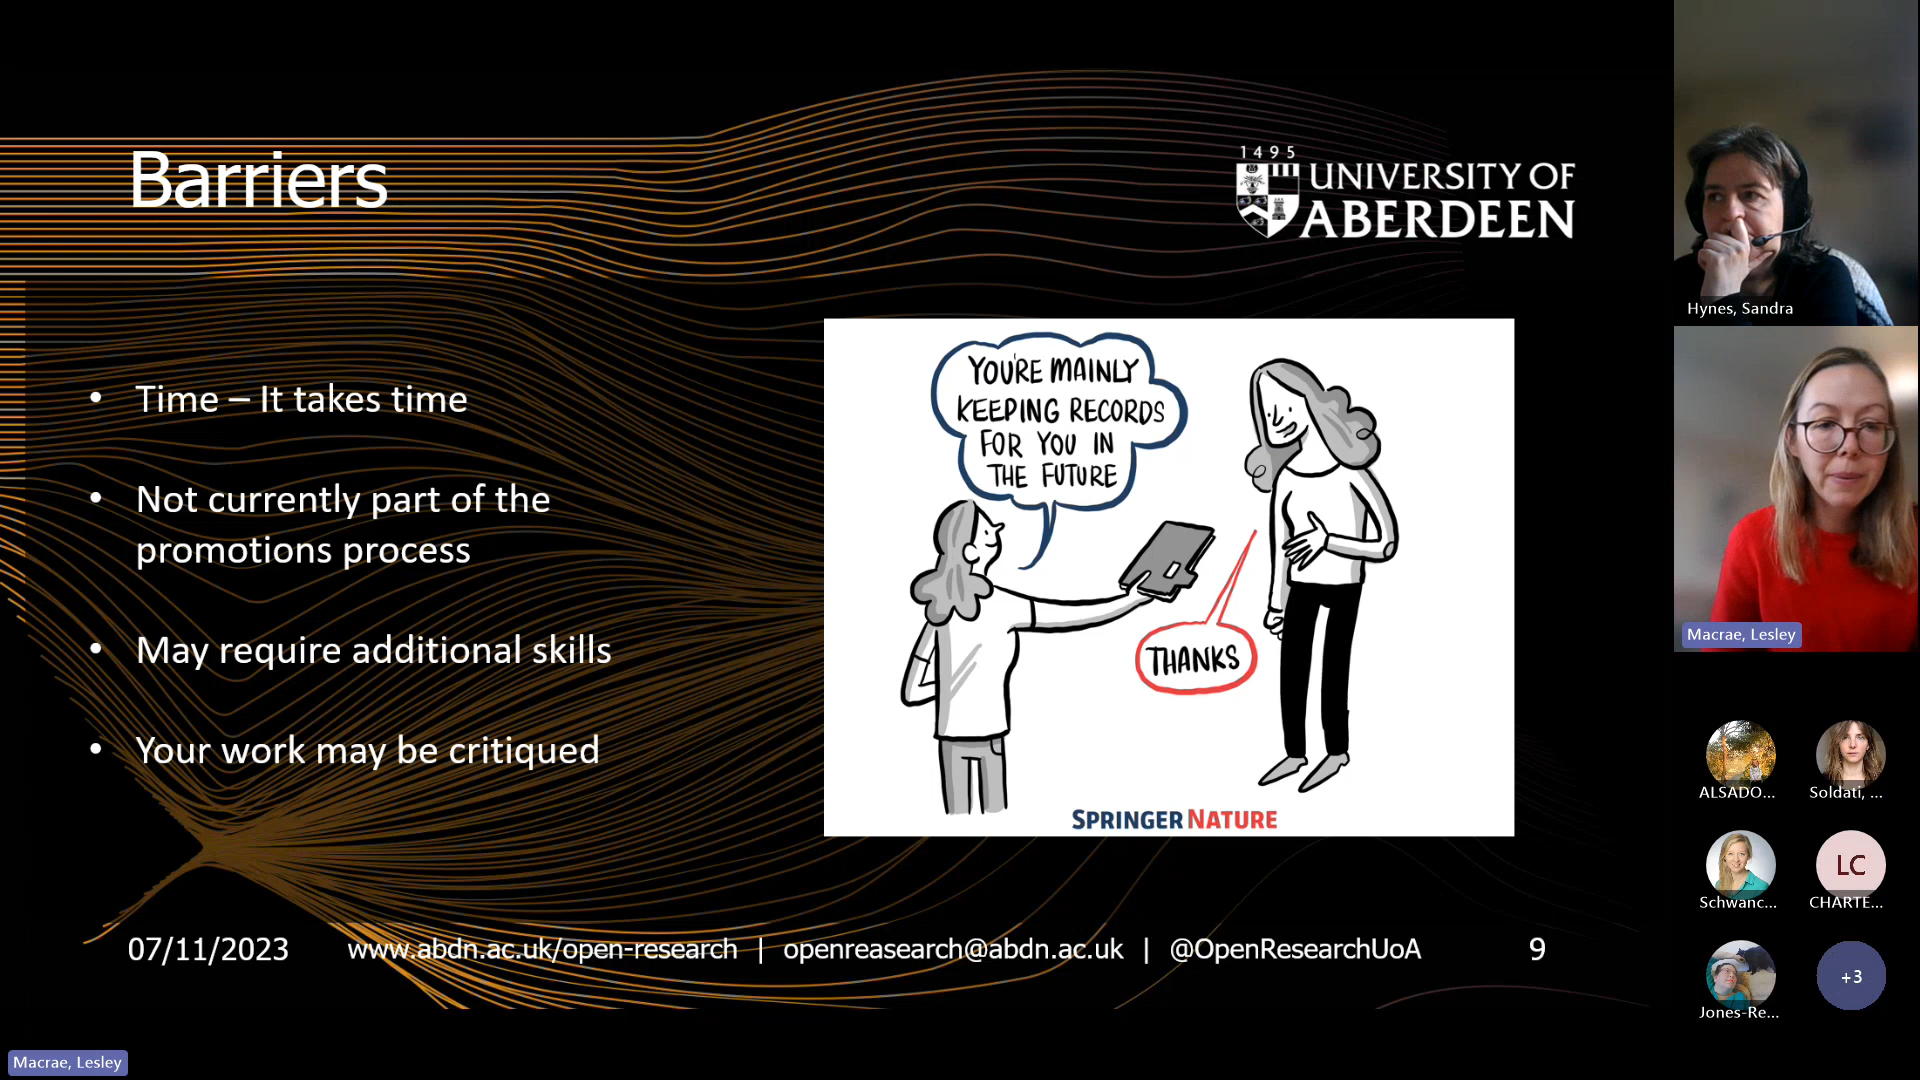 Barriers
1495
UNIVERSITY OF
ABERDEEN
• Time – It takes time
• Not currently part of the
promotions process
• May require additional skills
• Your work may be critiqued
YOU'RE MAINLY
KEEPING RECORDS
FOR YOU IN
THE FUTURE
THANKS
SPRINGER NATURE
07/11/2023
www.abdn.ac.uk/open-research | openreasearch@abdn.ac.uk | @OpenResearchUoA
9
Hynes, Sandra
Macrae, Lesley
ALSADO...
Soldati, ...
Schwanc...
LC
CHARTE...
Jones-Re...
+3
Macrae, Lesley